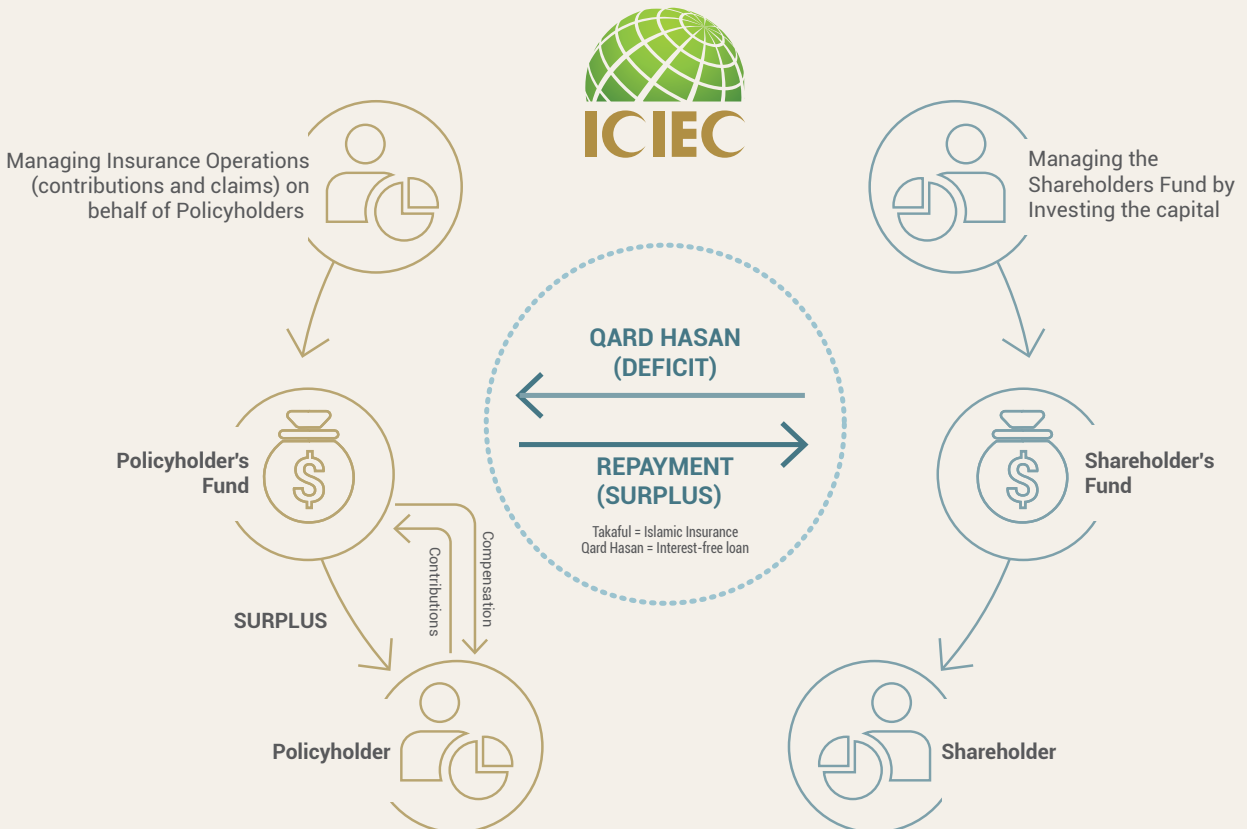 ICIEC
Managing Insurance Operations
(contributions and claims) on
behalf of Policyholders
Managing the
Shareholders Fund by
Investing the capital
QARD HASAN
(DEFICIT)
REPAYMENT
(SURPLUS)
Takaful = Islamic Insurance
Qard Hasan = Interest-free loan
Policyholder's
Fund
$
$
Shareholder's
Fund
Contributions
Compensation
SURPLUS
Policyholder
Shareholder